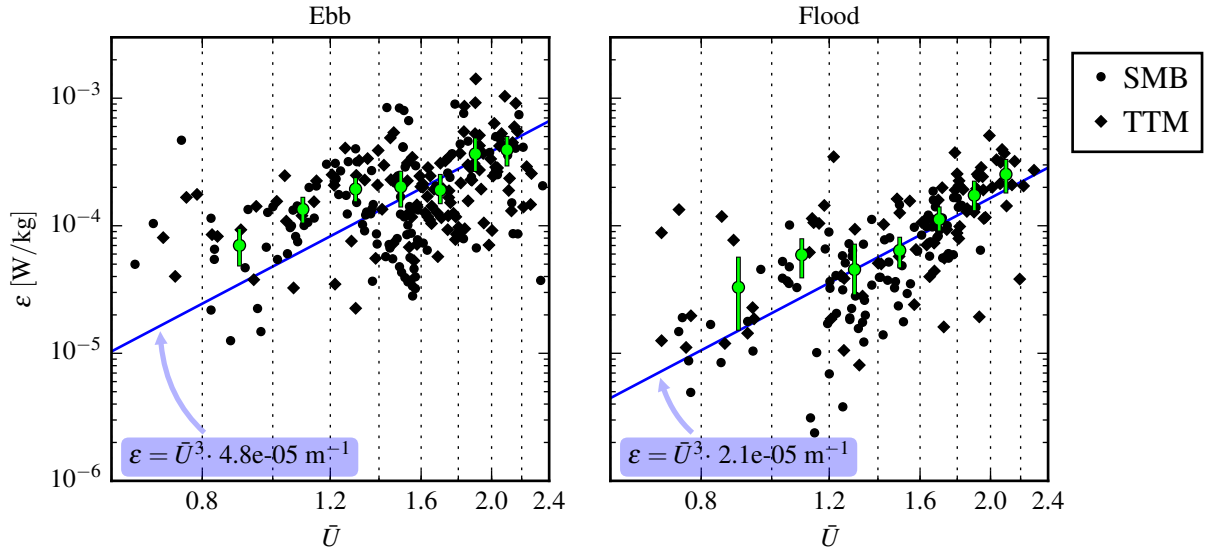 Ebb
Flood
SMB
TTM
10⁻³
10⁻⁴
10⁻⁵
10⁻⁶
ε [W/kg]
ε = Ū³ · 4.8e-05 m⁻¹
ε = Ū³ · 2.1e-05 m⁻¹
0.8 1.2 1.6 2.0 2.4
0.8 1.2 1.6 2.0 2.4
Ū
Ū